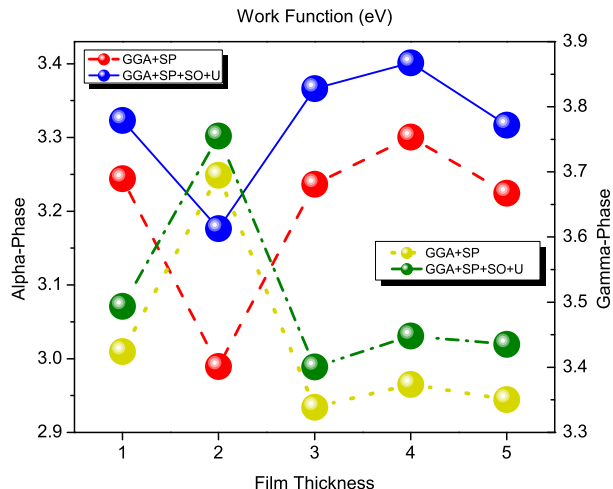 Work Function (eV)
GGA+SP
GGA+SP+SO+U
GGA+SP
GGA+SP+SO+U
Alpha-Phase
3.4
3.3
3.2
3.1
3.0
2.9
Gamma-Phase
3.9
3.8
3.7
3.6
3.5
3.4
3.3
1 2 3 4 5
Film Thickness